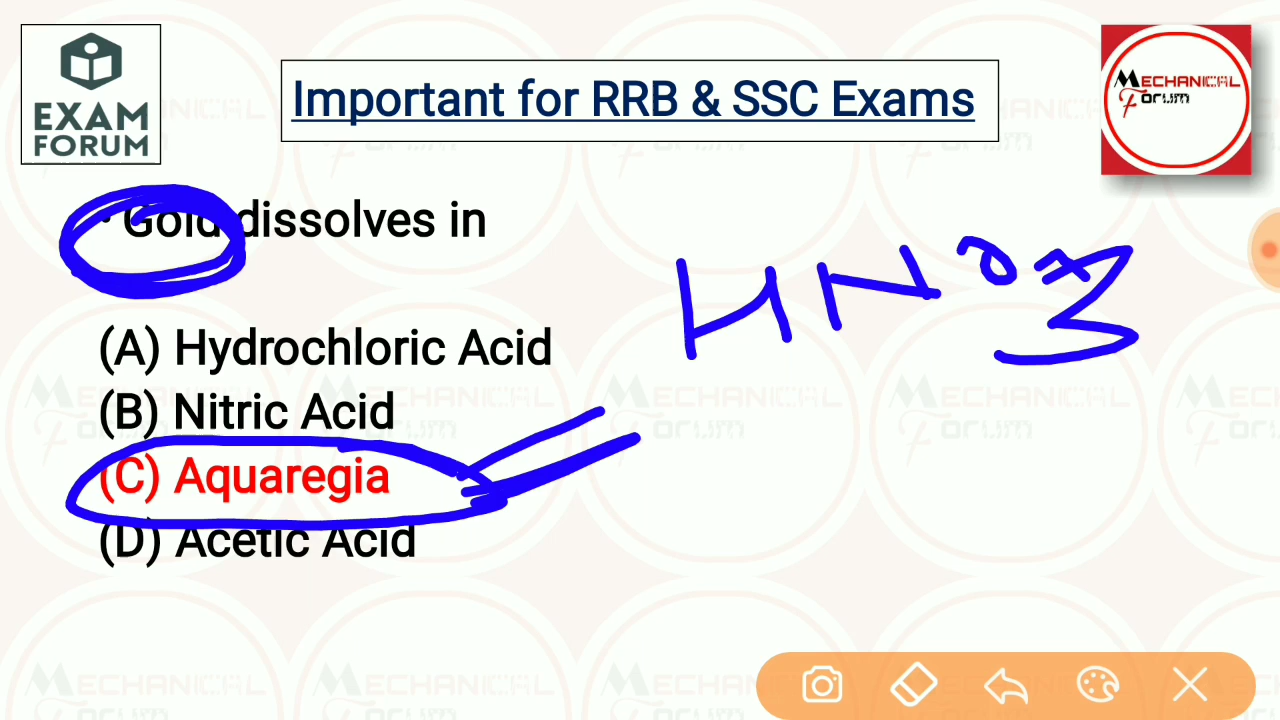 EXAM
FORUM
Important for RRB & SSC Exams
MECHANICAL
Forum
Gold dissolves in
HNO3
(A) Hydrochloric Acid
(B) Nitric Acid
(C) Aquaregia
(D) Acetic Acid